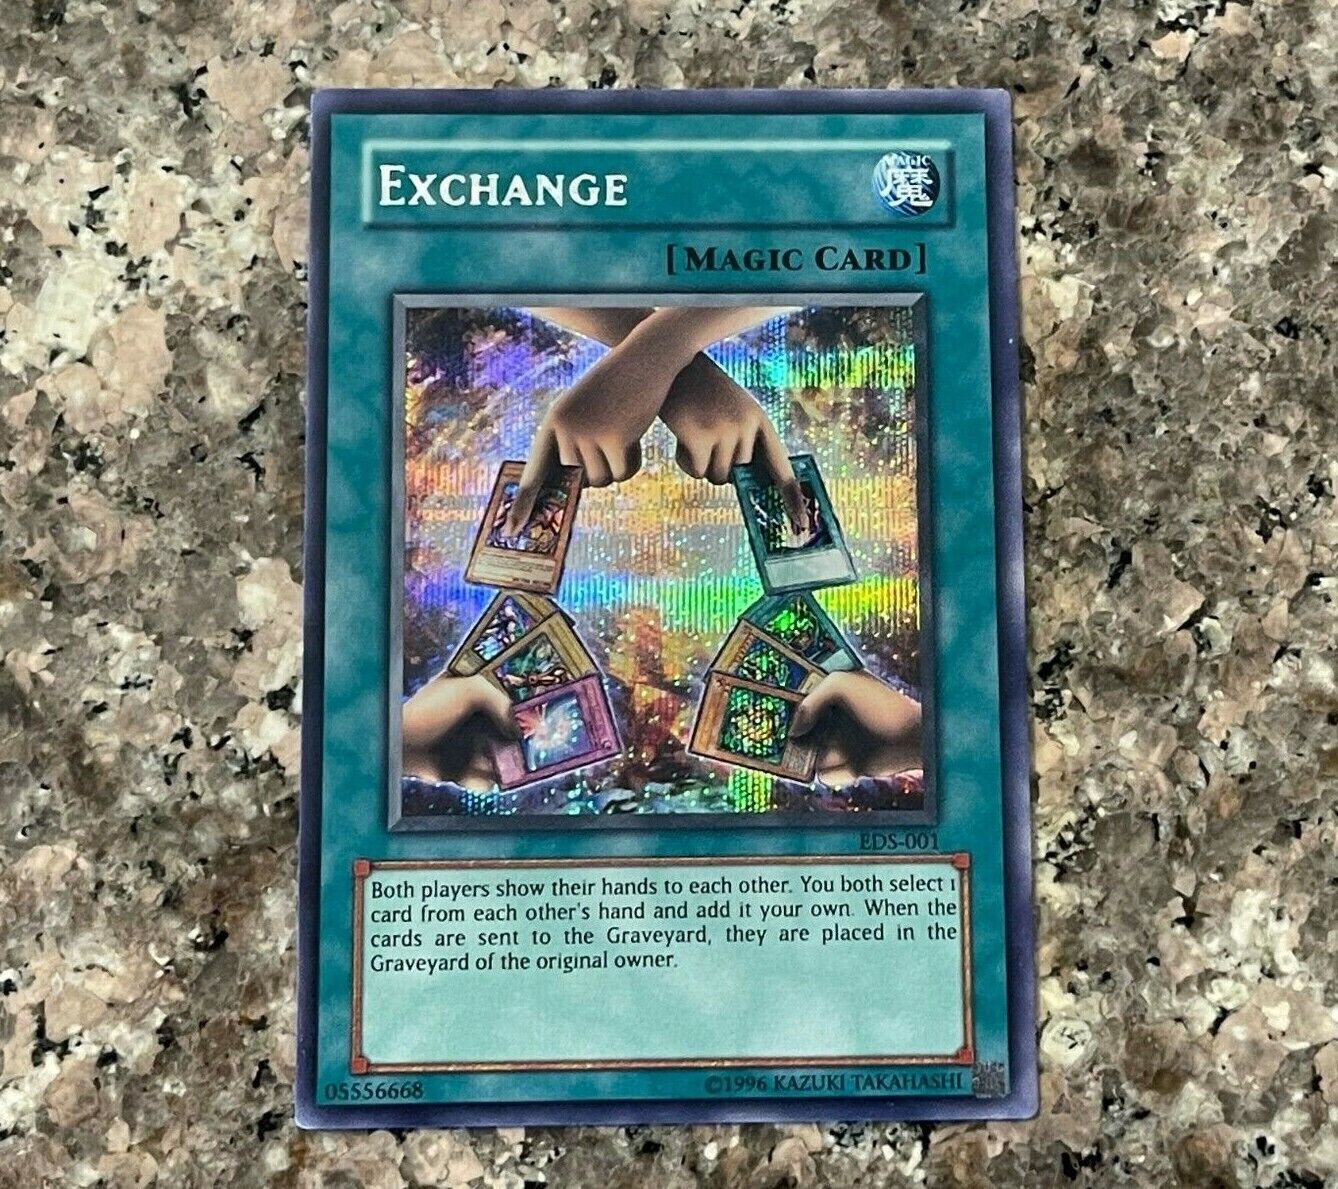 EXCHANGE
MAGIC
魔
[MAGIC CARD]
EDS-001
Both players show their hands to each other. You both select 1
card from each other's hand and add it your own. When the
cards are sent to the Graveyard, they are placed in the
Graveyard of the original owner.
05556668
©1996 KAZUKI TAKAHASHI